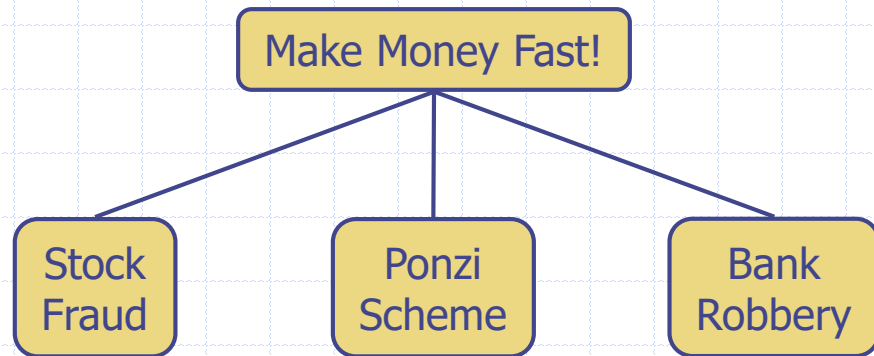 Make Money Fast!
Stock
Fraud
Ponzi
Scheme
Bank
Robbery